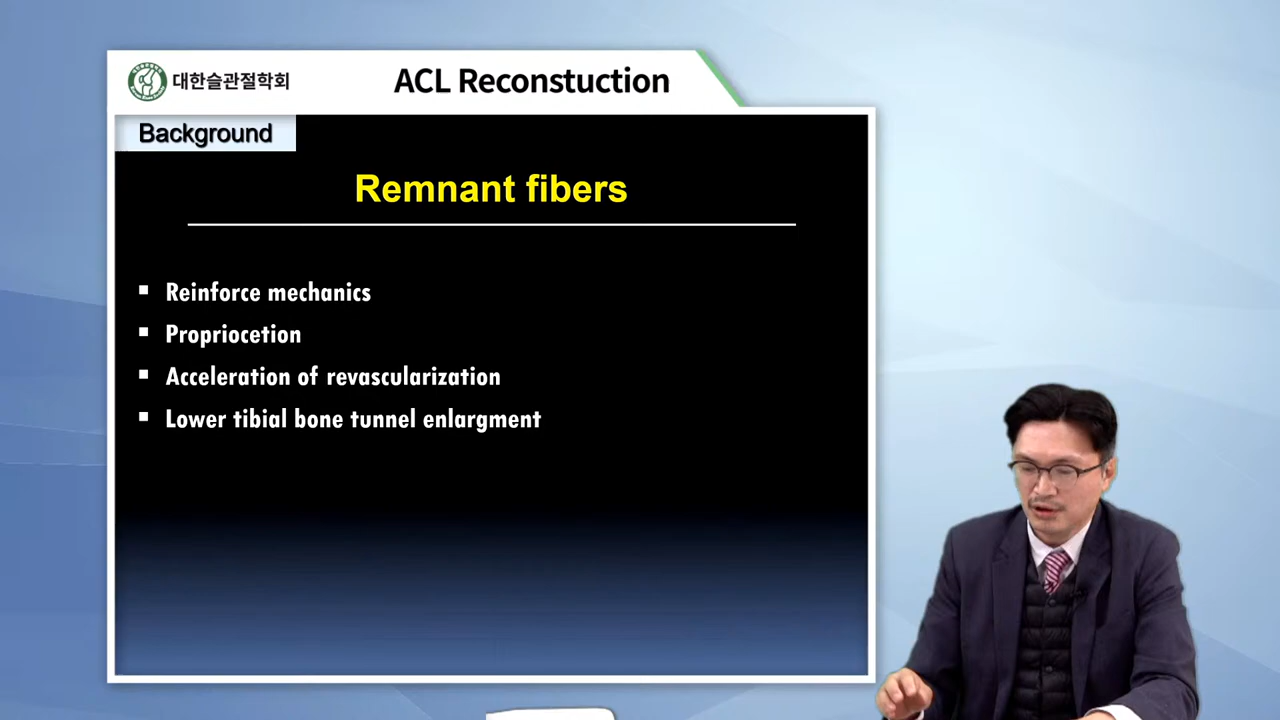 대한슬관절학회
ACL Reconstuction
Background
Remnant fibers
Reinforce mechanics
Propriocetion
Acceleration of revascularization
Lower tibial bone tunnel enlargment